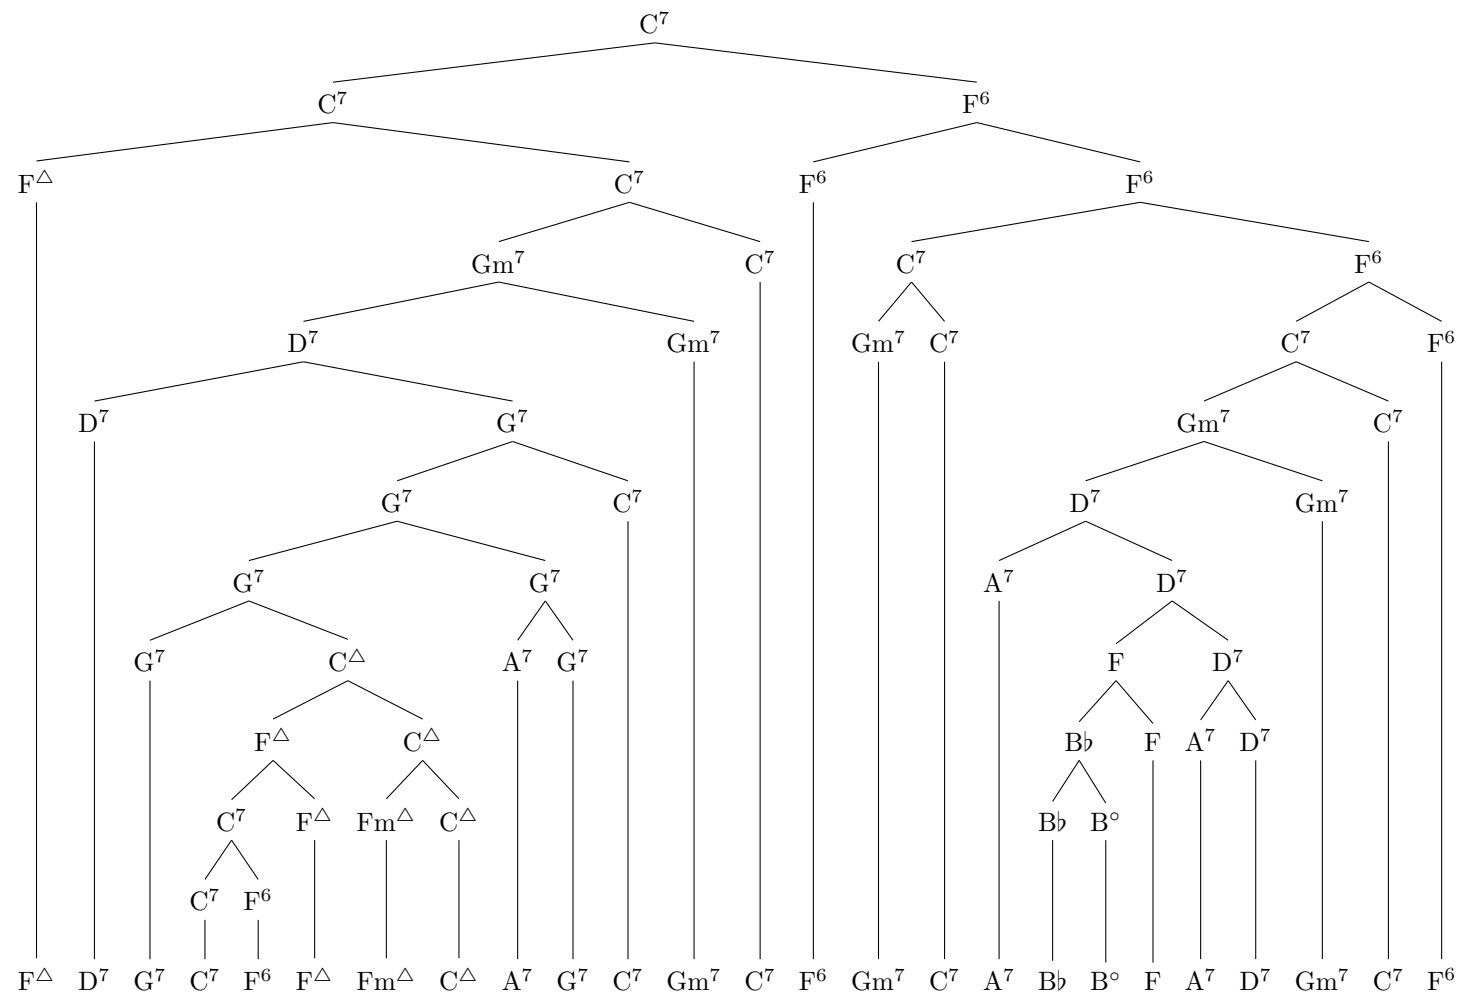 C⁷
C⁷ F⁶
F△ C⁷ F⁶ F⁶
Gm⁷ C⁷ C⁷ F⁶
D⁷ Gm⁷ Gm⁷ C⁷ C⁷ F⁶
D⁷ G⁷ Gm⁷ C⁷
G⁷ C⁷ D⁷ Gm⁷
G⁷ G⁷ A⁷ D⁷
G⁷ C△ A⁷ G⁷ F D⁷
F△ C△ B♭ F A⁷ D⁷
C⁷ F△ Fm△ C△ B♭ B°
C⁷ F⁶
F△ D⁷ G⁷ C⁷ F⁶ F△ Fm△ C△ A⁷ G⁷ C⁷ Gm⁷ C⁷ F⁶ Gm⁷ C⁷ A⁷ B♭ B° F A⁷ D⁷ Gm⁷ C⁷ F⁶